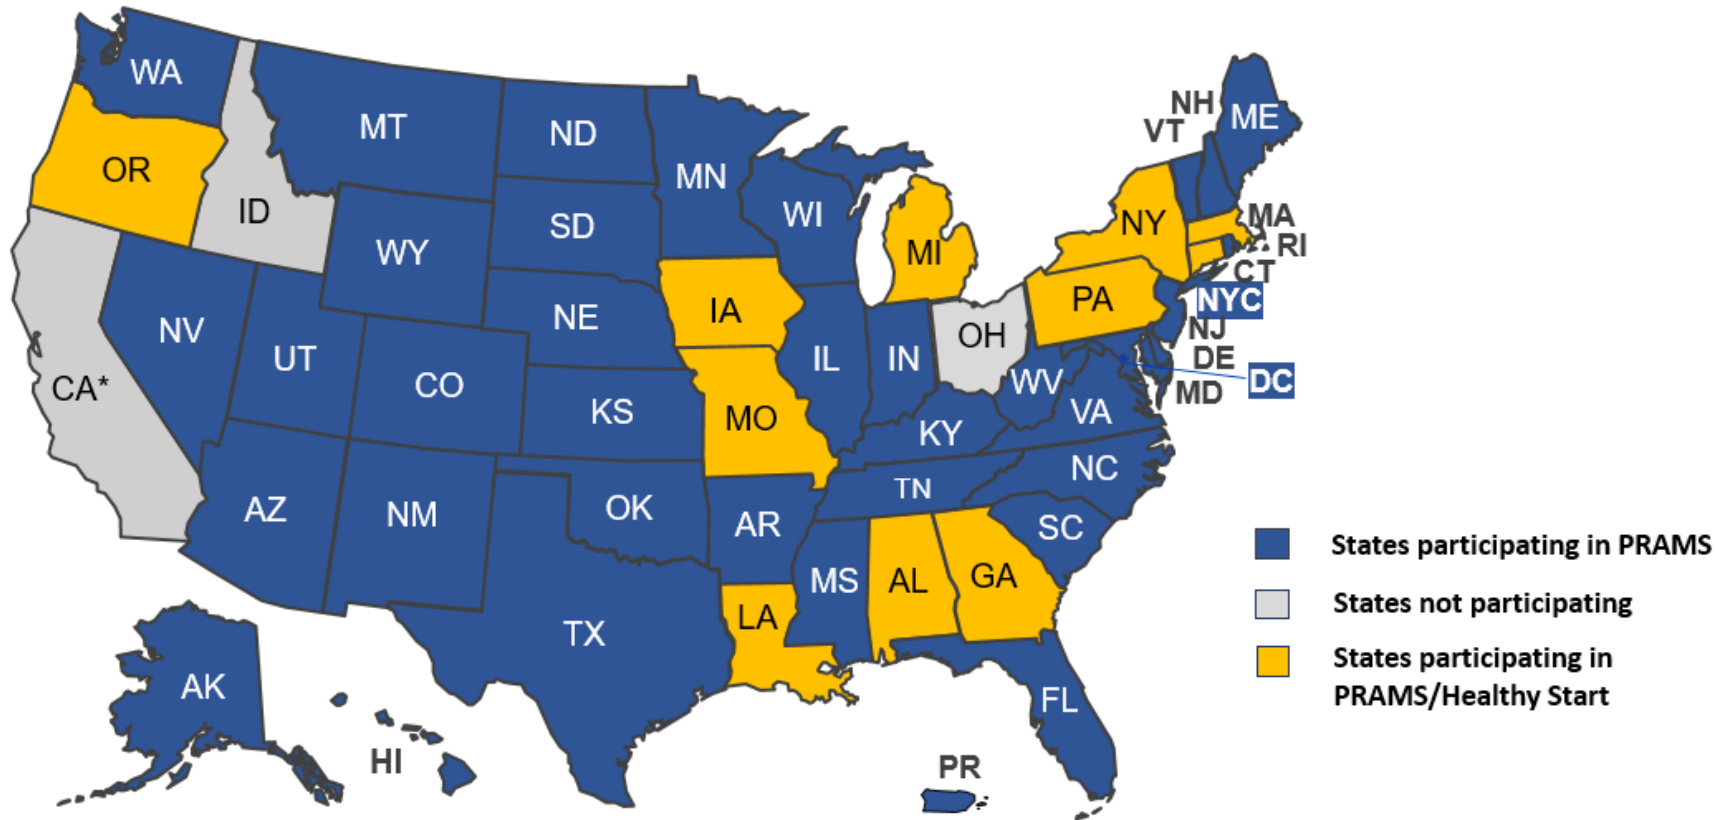 WA
MT
ND
MN
OR
ID
WY
SD
WI
MI
NH
VT
ME
NY
MA
RI
CT
NYC
PA
NJ
DE
MD
DC
NV
UT
CO
NE
IA
IL
IN
OH
WV
VA
CA*
KS
MO
KY
AZ
NM
OK
AR
TN
NC
SC
TX
LA
MS
AL
GA
FL
AK
HI
PR
States participating in PRAMS
States not participating
States participating in
PRAMS/Healthy Start